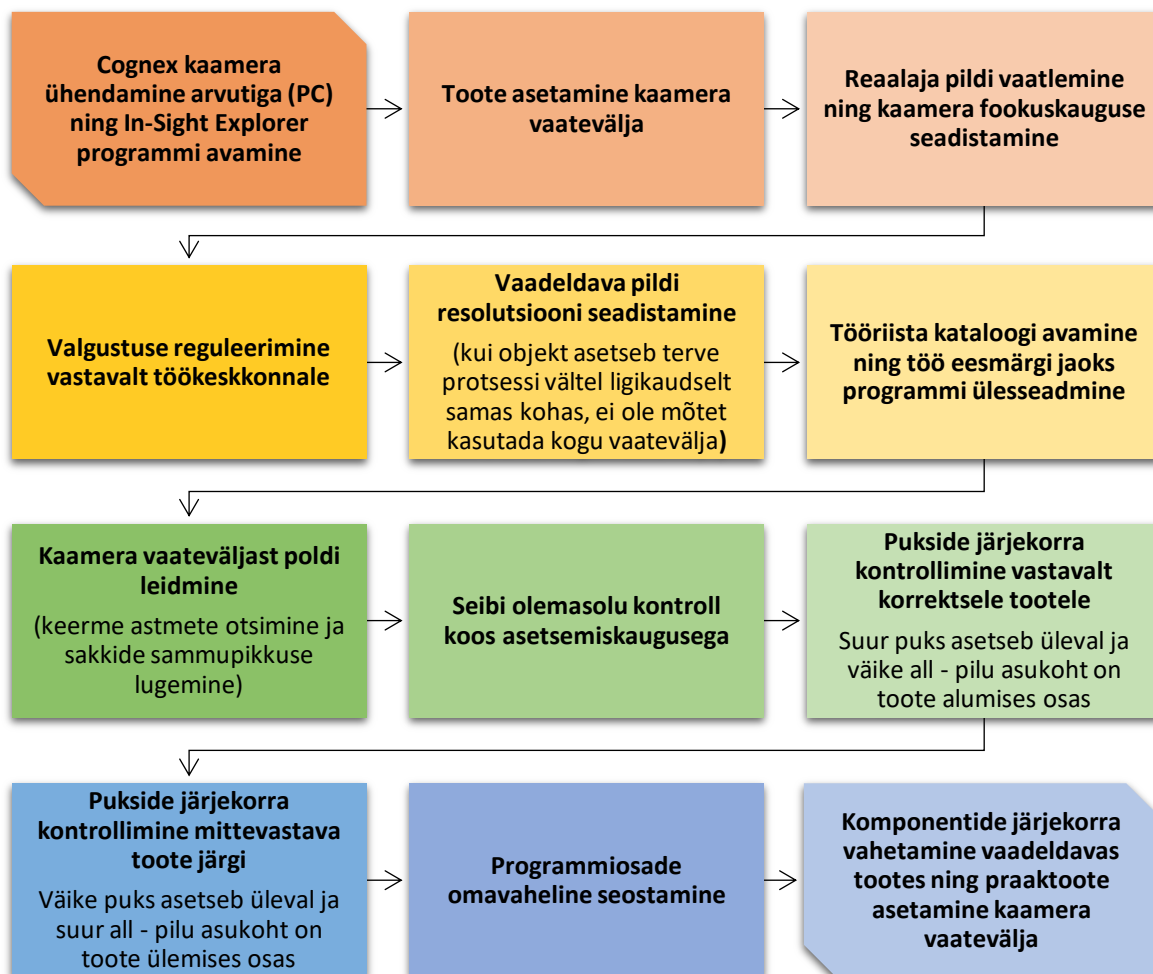 Cognex kaamera
ühendamine arvutiga (PC)
ning In-Sight Explorer
programmi avamine
Toote asetamine kaamera
vaatevälja
Reaalaja pildi vaatlemine
ning kaamera fookuskauguse
seadistamine
Valgustuse reguleerimine
vastavalt töökeskkonnale
Vaadeldava pildi
resolutsiooni seadistamine
(kui objekt asetseb terve
protsessi vältel ligikaudselt
samas kohas, ei ole mõtet
kasutada kogu vaatevälja)
Tööriista kataloogi avamine
ning töö eesmärgi jaoks
programmi ülesseadmine
Kaamera vaateväljast poldi
leidmine
(keerme astmete otsimine ja
sakkide sammupikkuse
lugemine)
Seibi olemasolu kontroll
koos asetsemiskaugusega
Pukside järjekorra
kontrollimine vastavalt
korrektsele tootele
Suur puks asetseb üleval ja
väike all - pilu asukoht on
toote alumises osas
Pukside järjekorra
kontrollimine mittevastava
toote järgi
Väike puks asetseb üleval ja
suur all - pilu asukoht on
toote ülemises osas
Programmiosade
omavaheline seostamine
Komponentide järjekorra
vahetamine vaadeldavas
tootes ning praaktoote
asetamine kaamera
vaatevälja